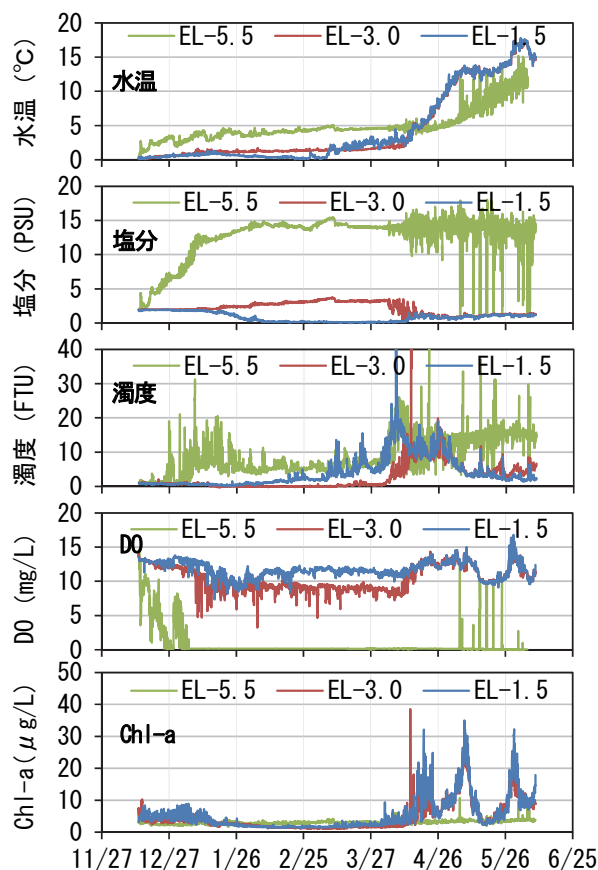 20
15
10
5
0
水温 (℃)
EL-5.5 EL-3.0 EL-1.5
水温
20
15
10
5
0
塩分 (PSU)
EL-5.5 EL-3.0 EL-1.5
塩分
40
30
20
10
0
濁度 (FTU)
EL-5.5 EL-3.0 EL-1.5
濁度
20
15
10
5
0
DO (mg/L)
EL-5.5 EL-3.0 EL-1.5
DO
50
40
30
20
10
0
Chl-a(μg/L)
EL-5.5 EL-3.0 EL-1.5
Chl-a
11/27 12/27 1/26 2/25 3/27 4/26 5/26 6/25